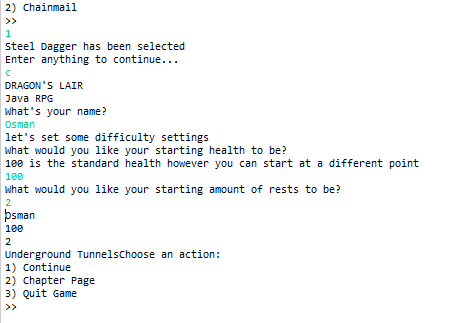 2) Chainmail
>>
1
Steel Dagger has been selected
Enter anything to continue...
c
DRAGON'S LAIR
Java RPG
What's your name?
Osman
let's set some difficulty settings
What would you like your starting health to be?
100 is the standard health however you can start at a different point
100
What would you like your starting amount of rests to be?
2
Osman
100
2
Underground TunnelsChoose an action:
1) Continue
2) Chapter Page
3) Quit Game
>>